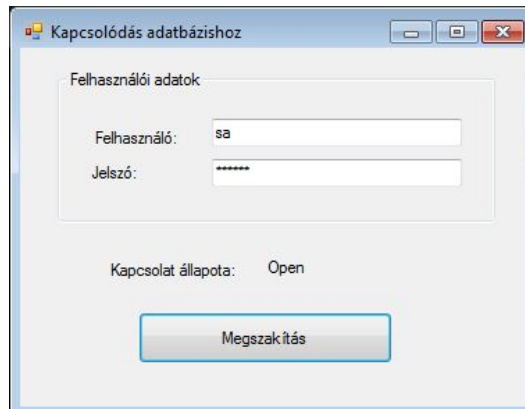 Kapcsolódás adatbázishoz
Felhasználói adatok
Felhasználó: sa
Jelszó: ******
Kapcsolat állapota: Open
Megszakítás